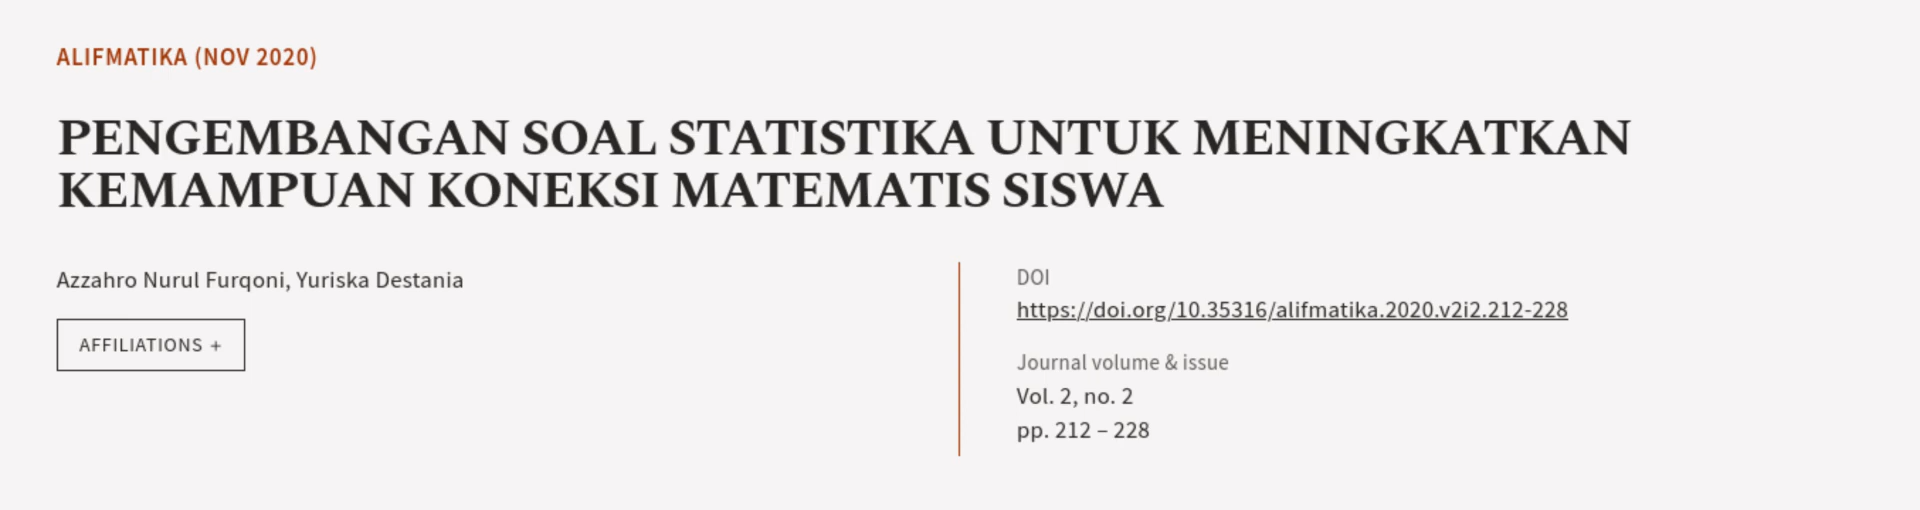 ALIFMATIKA (NOV 2020)
PENGEMBANGAN SOAL STATISTIKA UNTUK MENINGKATKAN
KEMAMPUAN KONEKSI MATEMATIS SISWA
Azzahro Nurul Furqoni, Yuriska Destania
AFFILIATIONS +
DOI
https://doi.org/10.35316/alifmatika.2020.v2i2.212-228
Journal volume & issue
Vol. 2, no. 2
pp. 212 – 228